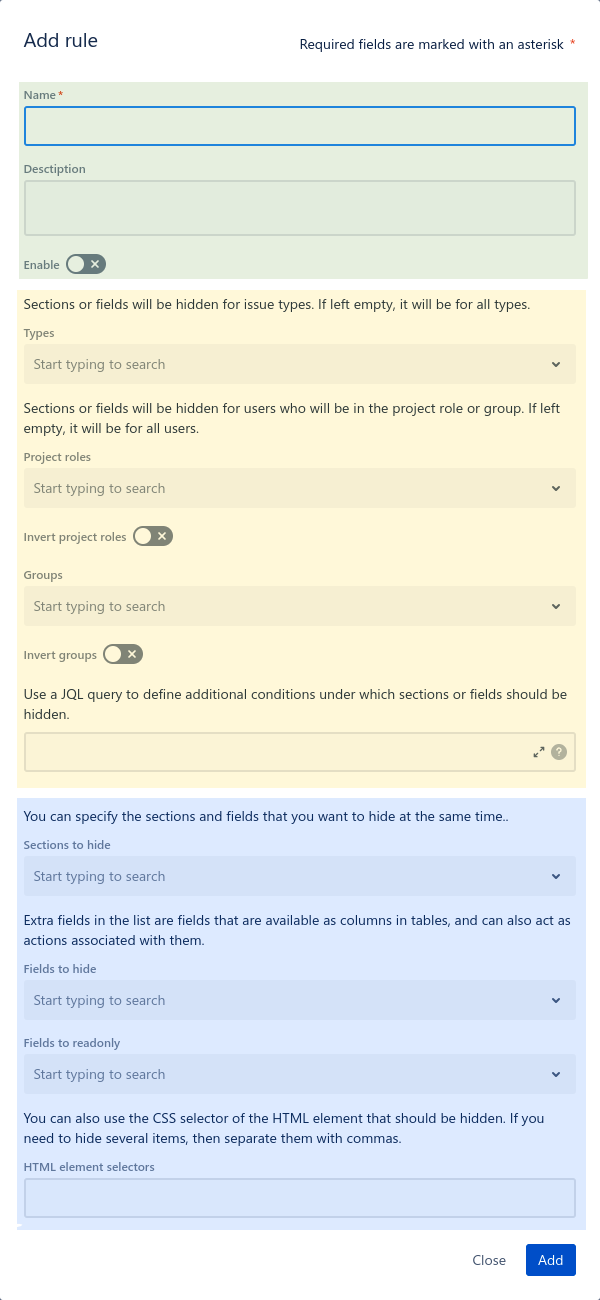 Add rule
Required fields are marked with an asterisk *
Name *
Desctiption
Enable
Sections or fields will be hidden for issue types. If left empty, it will be for all types.
Types
Start typing to search
Sections or fields will be hidden for users who will be in the project role or group. If left
empty, it will be for all users.
Project roles
Start typing to search
Invert project roles
Groups
Start typing to search
Invert groups
Use a JQL query to define additional conditions under which sections or fields should be
hidden.
?
You can specify the sections and fields that you want to hide at the same time..
Sections to hide
Start typing to search
Extra fields in the list are fields that are available as columns in tables, and can also act as
actions associated with them.
Fields to hide
Start typing to search
Fields to readonly
Start typing to search
You can also use the CSS selector of the HTML element that should be hidden. If you
need to hide several items, then separate them with commas.
HTML element selectors
Close Add